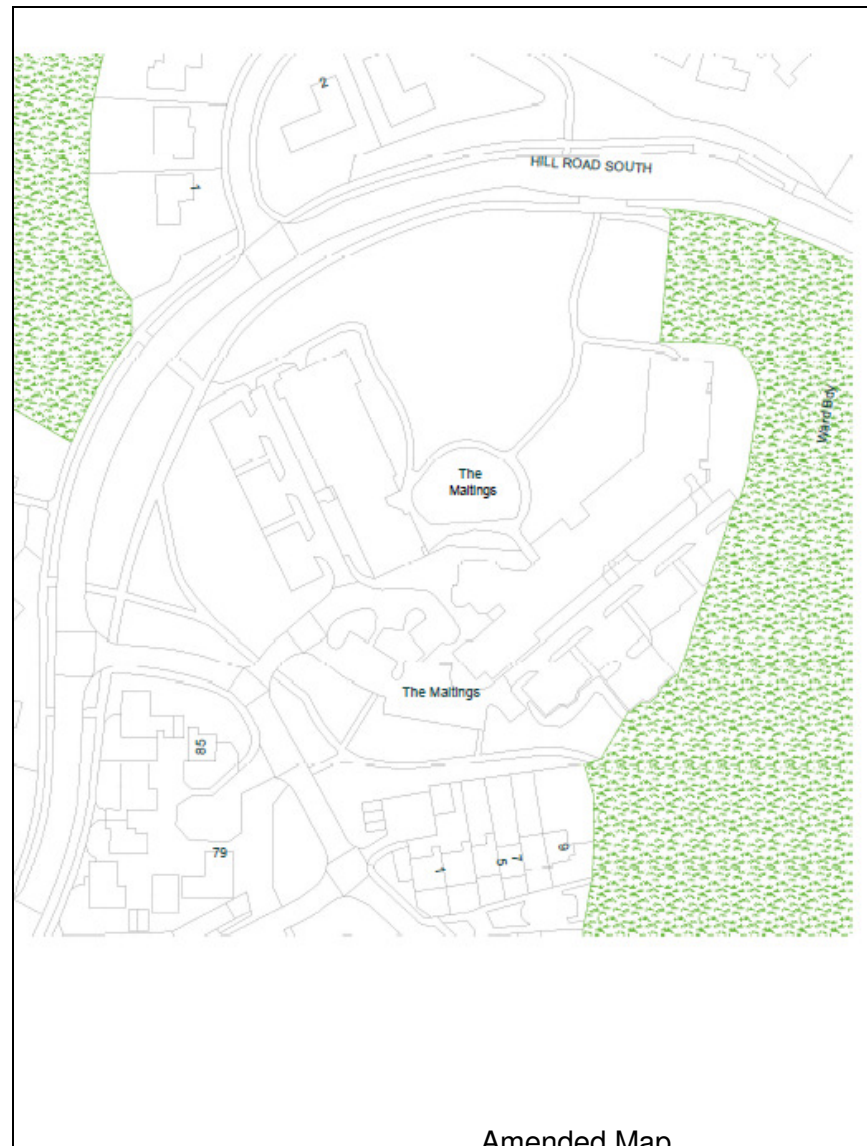 2
HILL ROAD SOUTH
1
Ward Bdy
The
Maltings
The Maltings
85
79
1
5
7
9
Amended Map